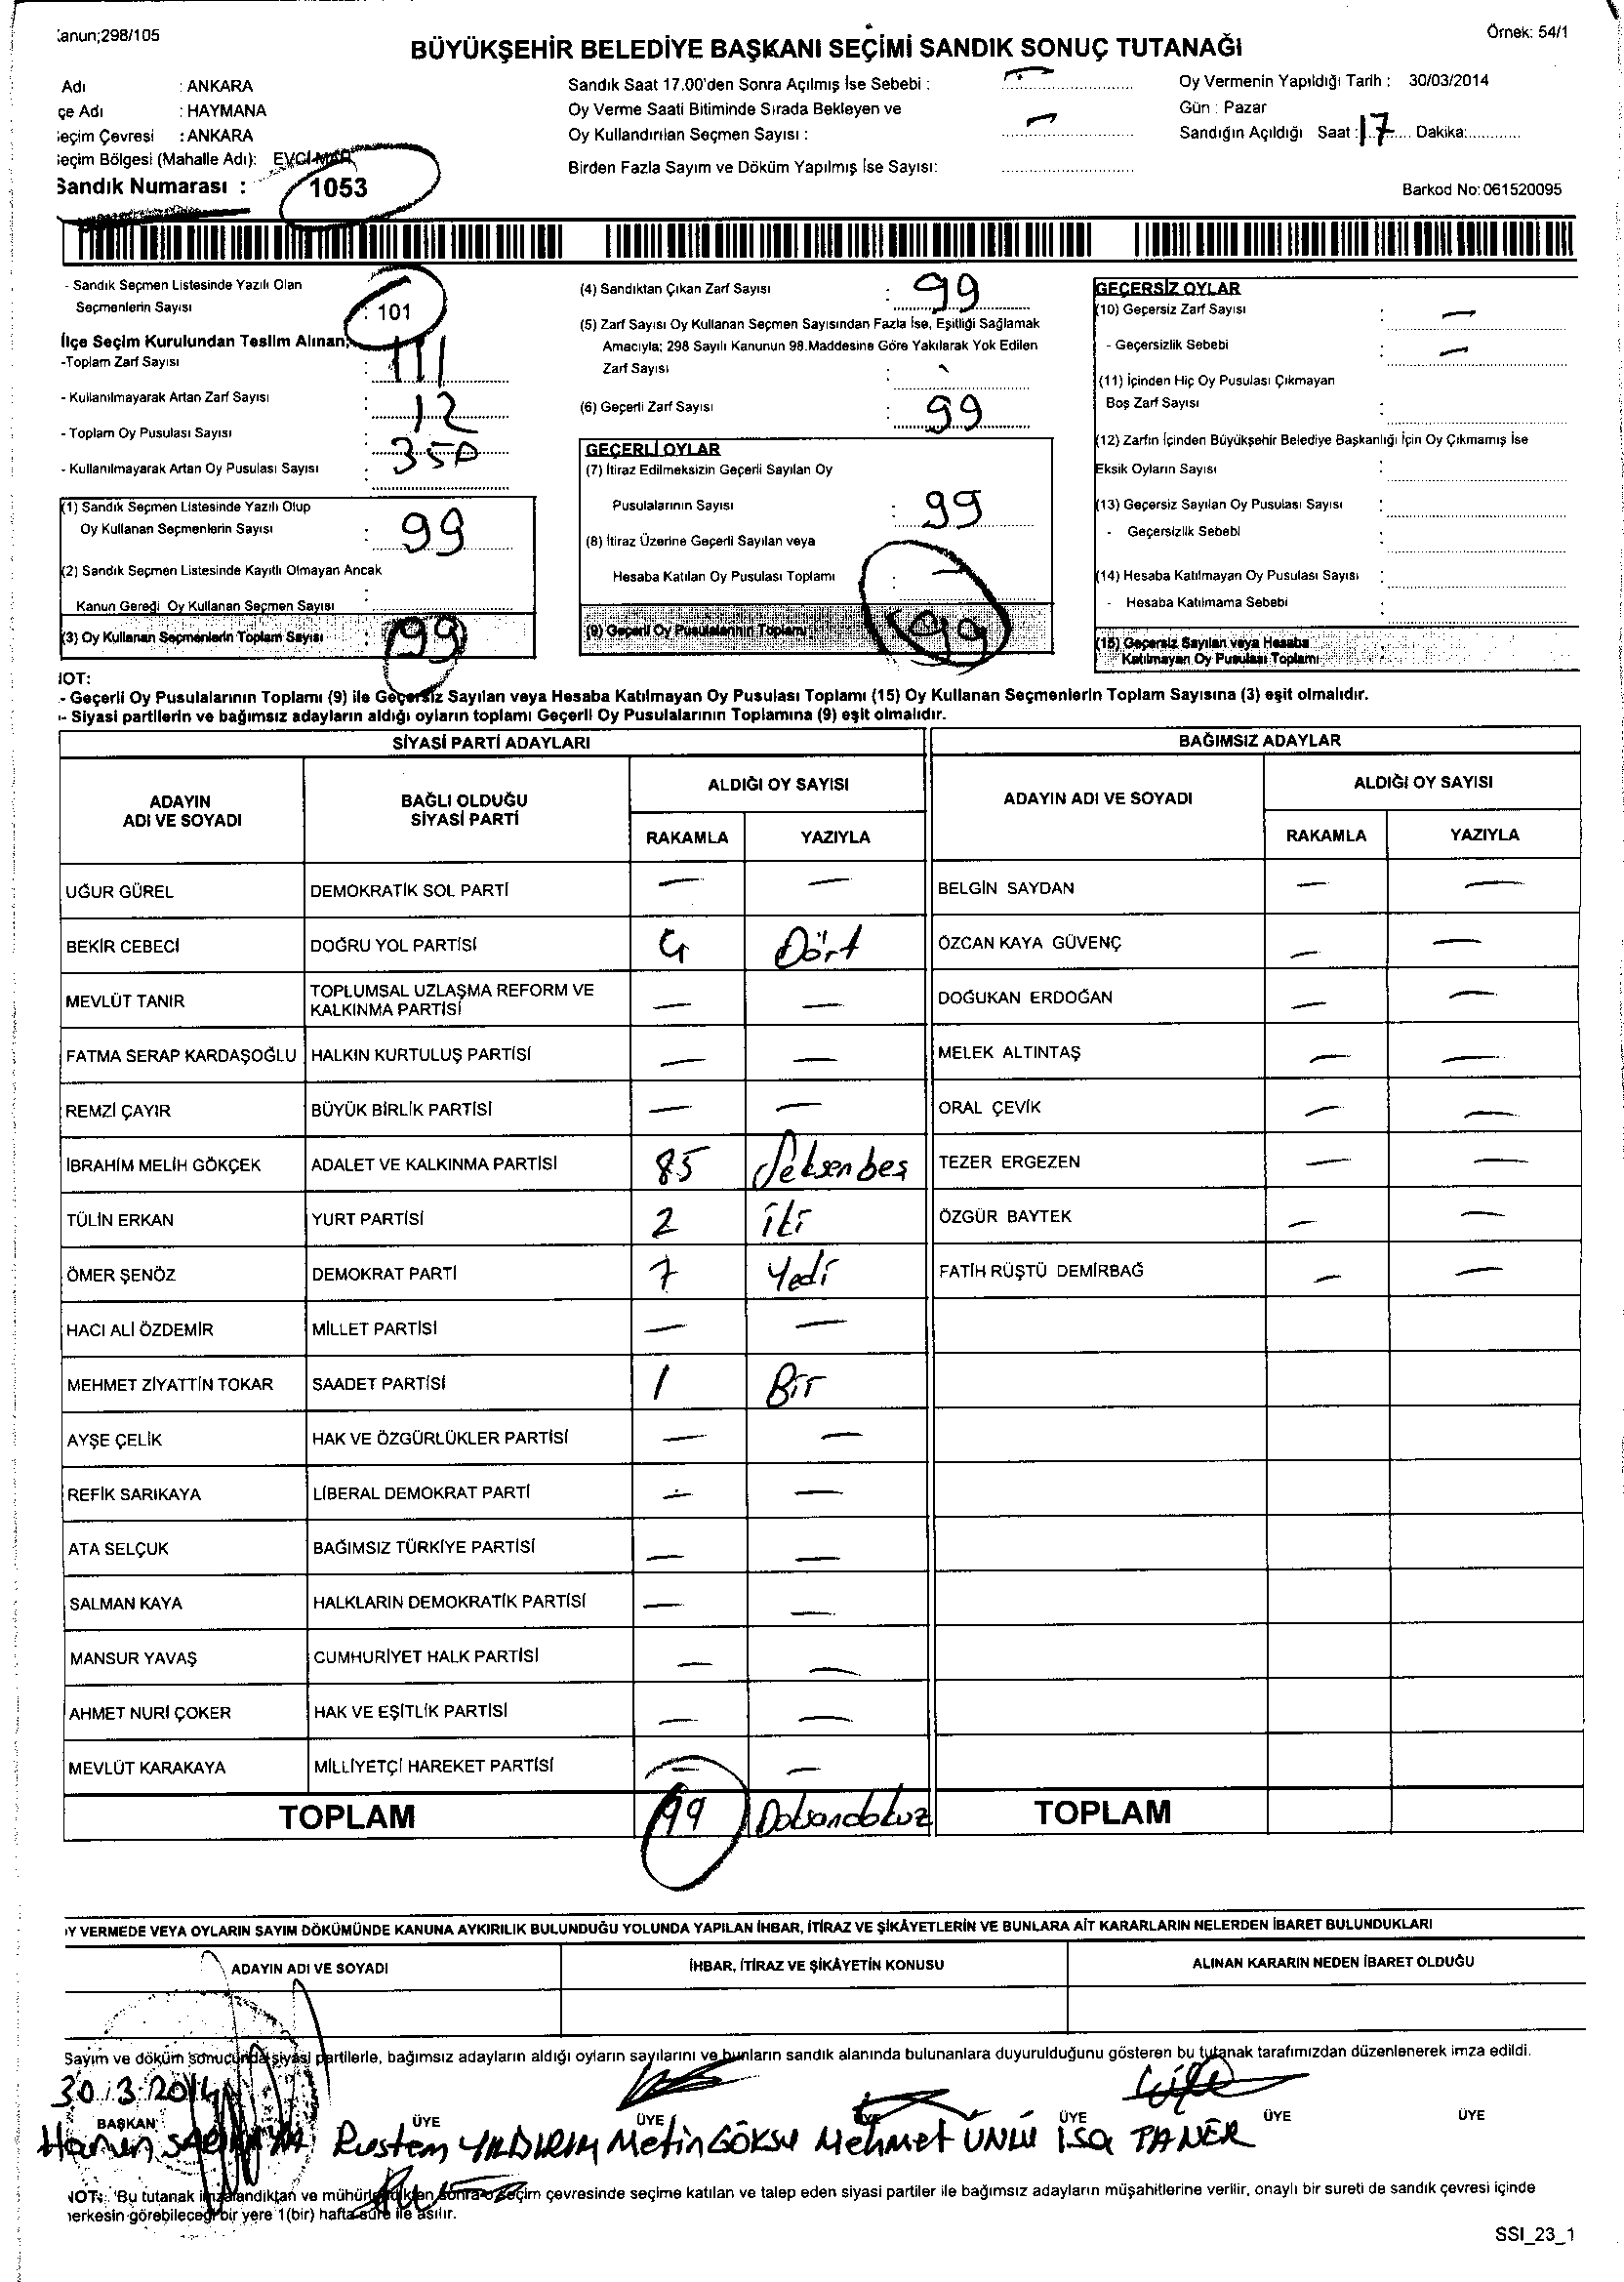 anun;298/105
Örnek: 54/1
BÜYÜKŞEHİR BELEDİYE BAŞKANI SEÇİMİ SANDIK SONUÇ TUTANAĞI
Adı : ANKARA
çe Adı : HAYMANA
eçim Çevresi : ANKARA
eçim Bölgesi (Mahalle Adı):
Sandık Numarası : 1053
Sandık Saat 17.00'den Sonra Açılmış İse Sebebi : —
Oy Verme Saati Bitiminde Sırada Bekleyen ve
Oy Kullandırılan Seçmen Sayısı : —
Birden Fazla Sayım ve Döküm Yapılmış İse Sayısı:
Oy Vermenin Yapıldığı Tarih : 30/03/2014
Gün : Pazar
Sandığın Açıldığı Saat : 17 Dakika:
Barkod No: 061520095
- Sandık Seçmen Listesinde Yazılı Olan
Seçmenlerin Sayısı : 101
İlçe Seçim Kurulundan Teslim Alınan;
-Toplam Zarf Sayısı : 111
- Kullanılmayarak Artan Zarf Sayısı : 12
- Toplam Oy Pusulası Sayısı : 350
- Kullanılmayarak Artan Oy Pusulası Sayısı :
(1) Sandık Seçmen Listesinde Yazılı Olup
Oy Kullanan Seçmenlerin Sayısı : 99
(2) Sandık Seçmen Listesinde Kayıtlı Olmayan Ancak
Kanun Gereği Oy Kullanan Seçmen Sayısı :
(3) Oy Kullanan Seçmenlerin Toplam Sayısı : 99
(4) Sandıktan Çıkan Zarf Sayısı : 99
(5) Zarf Sayısı Oy Kullanan Seçmen Sayısından Fazla İse, Eşitliği Sağlamak
Amacıyla; 298 Sayılı Kanunun 98.Maddesine Göre Yakılarak Yok Edilen
Zarf Sayısı :
(6) Geçerli Zarf Sayısı : 99
GEÇERLİ OYLAR
(7) İtiraz Edilmeksizin Geçerli Sayılan Oy
Pusulalarının Sayısı : 99
(8) İtiraz Üzerine Geçerli Sayılan veya
Hesaba Katılan Oy Pusulası Toplamı : —
(9) Geçerli Oy Pusulalarının Toplamı 99
GEÇERSİZ OYLAR
(10) Geçersiz Zarf Sayısı : —
- Geçersizlik Sebebi : —
(11) İçinden Hiç Oy Pusulası Çıkmayan
Boş Zarf Sayısı :
(12) Zarfın İçinden Büyükşehir Belediye Başkanlığı İçin Oy Çıkmamış İse
Eksik Oyların Sayısı :
(13) Geçersiz Sayılan Oy Pusulası Sayısı :
- Geçersizlik Sebebi :
(14) Hesaba Katılmayan Oy Pusulası Sayısı :
- Hesaba Katılmama Sebebi :
(15) Geçersiz Sayılan veya Hesaba
Katılmayan Oy Pusulası Toplamı :
NOT:
- Geçerli Oy Pusulalarının Toplamı (9) ile Geçersiz Sayılan veya Hesaba Katılmayan Oy Pusulası Toplamı (15) Oy Kullanan Seçmenlerin Toplam Sayısına (3) eşit olmalıdır.
- Siyasi partilerin ve bağımsız adayların aldığı oyların toplamı Geçerli Oy Pusulalarının Toplamına (9) eşit olmalıdır.
SİYASİ PARTİ ADAYLARI
ADAYIN ADI VE SOYADI BAĞLI OLDUĞU SİYASİ PARTİ ALDIĞI OY SAYISI
RAKAMLA YAZIYLA
UĞUR GÜREL DEMOKRATİK SOL PARTİ — —
BEKİR CEBECİ DOĞRU YOL PARTİSİ 4 Dört
MEVLÜT TANIR TOPLUMSAL UZLAŞMA REFORM VE KALKINMA PARTİSİ — —
FATMA SERAP KARDAŞOĞLU HALKIN KURTULUŞ PARTİSİ — —
REMZİ ÇAYIR BÜYÜK BİRLİK PARTİSİ — —
İBRAHİM MELİH GÖKÇEK ADALET VE KALKINMA PARTİSİ 85 Seksenbeş
TÜLİN ERKAN YURT PARTİSİ 2 iki
ÖMER ŞENÖZ DEMOKRAT PARTİ 7 Yedi
HACI ALİ ÖZDEMİR MİLLET PARTİSİ — —
MEHMET ZİYATTİN TOKAR SAADET PARTİSİ 1 Bir
AYŞE ÇELİK HAK VE ÖZGÜRLÜKLER PARTİSİ — —
REFİK SARIKAYA LİBERAL DEMOKRAT PARTİ — —
ATA SELÇUK BAĞIMSIZ TÜRKİYE PARTİSİ — —
SALMAN KAYA HALKLARIN DEMOKRATİK PARTİSİ — —
MANSUR YAVAŞ CUMHURİYET HALK PARTİSİ — —
AHMET NURİ ÇOKER HAK VE EŞİTLİK PARTİSİ — —
MEVLÜT KARAKAYA MİLLİYETÇİ HAREKET PARTİSİ — —
TOPLAM 99 Doksandokuz
BAĞIMSIZ ADAYLAR
ADAYIN ADI VE SOYADI ALDIĞI OY SAYISI
RAKAMLA YAZIYLA
BELGİN SAYDAN — —
ÖZCAN KAYA GÜVENÇ — —
DOĞUKAN ERDOĞAN — —
MELEK ALTINTAŞ — —
ORAL ÇEVİK — —
TEZER ERGEZEN — —
ÖZGÜR BAYTEK — —
FATİH RÜŞTÜ DEMİRBAĞ — —
TOPLAM
Y VERMEDE VEYA OYLARIN SAYIM DÖKÜMÜNDE KANUNA AYKIRILIK BULUNDUĞU YOLUNDA YAPILAN İHBAR, İTİRAZ VE ŞİKÂYETLERİN VE BUNLARA AİT KARARLARIN NELERDEN İBARET BULUNDUKLARI
ADAYIN ADI VE SOYADI İHBAR, İTİRAZ VE ŞİKÂYETİN KONUSU ALINAN KARARIN NEDEN İBARET OLDUĞU
Sayım ve döküm sonucunda siyasi partilerle, bağımsız adayların aldığı oyların sayılarını ve bunların sandık alanında bulunanlara duyurulduğunu gösteren bu tutanak tarafımızdan düzenlenerek imza edildi.
30.3.2014
BAŞKAN ÜYE ÜYE ÜYE ÜYE ÜYE ÜYE
Rustem YILDIRIM Metin GÖKSU Mehmet ÜNLÜ İSA TANER
NOT: Bu tutanak imzalandıktan ve mühürlendikten sonra o seçim çevresinde seçime katılan ve talep eden siyasi partiler ile bağımsız adayların müşahitlerine verilir, onaylı bir sureti de sandık çevresi içinde
herkesin görebileceği bir yere 1(bir) hafta süre ile asılır.
SSI_23_1